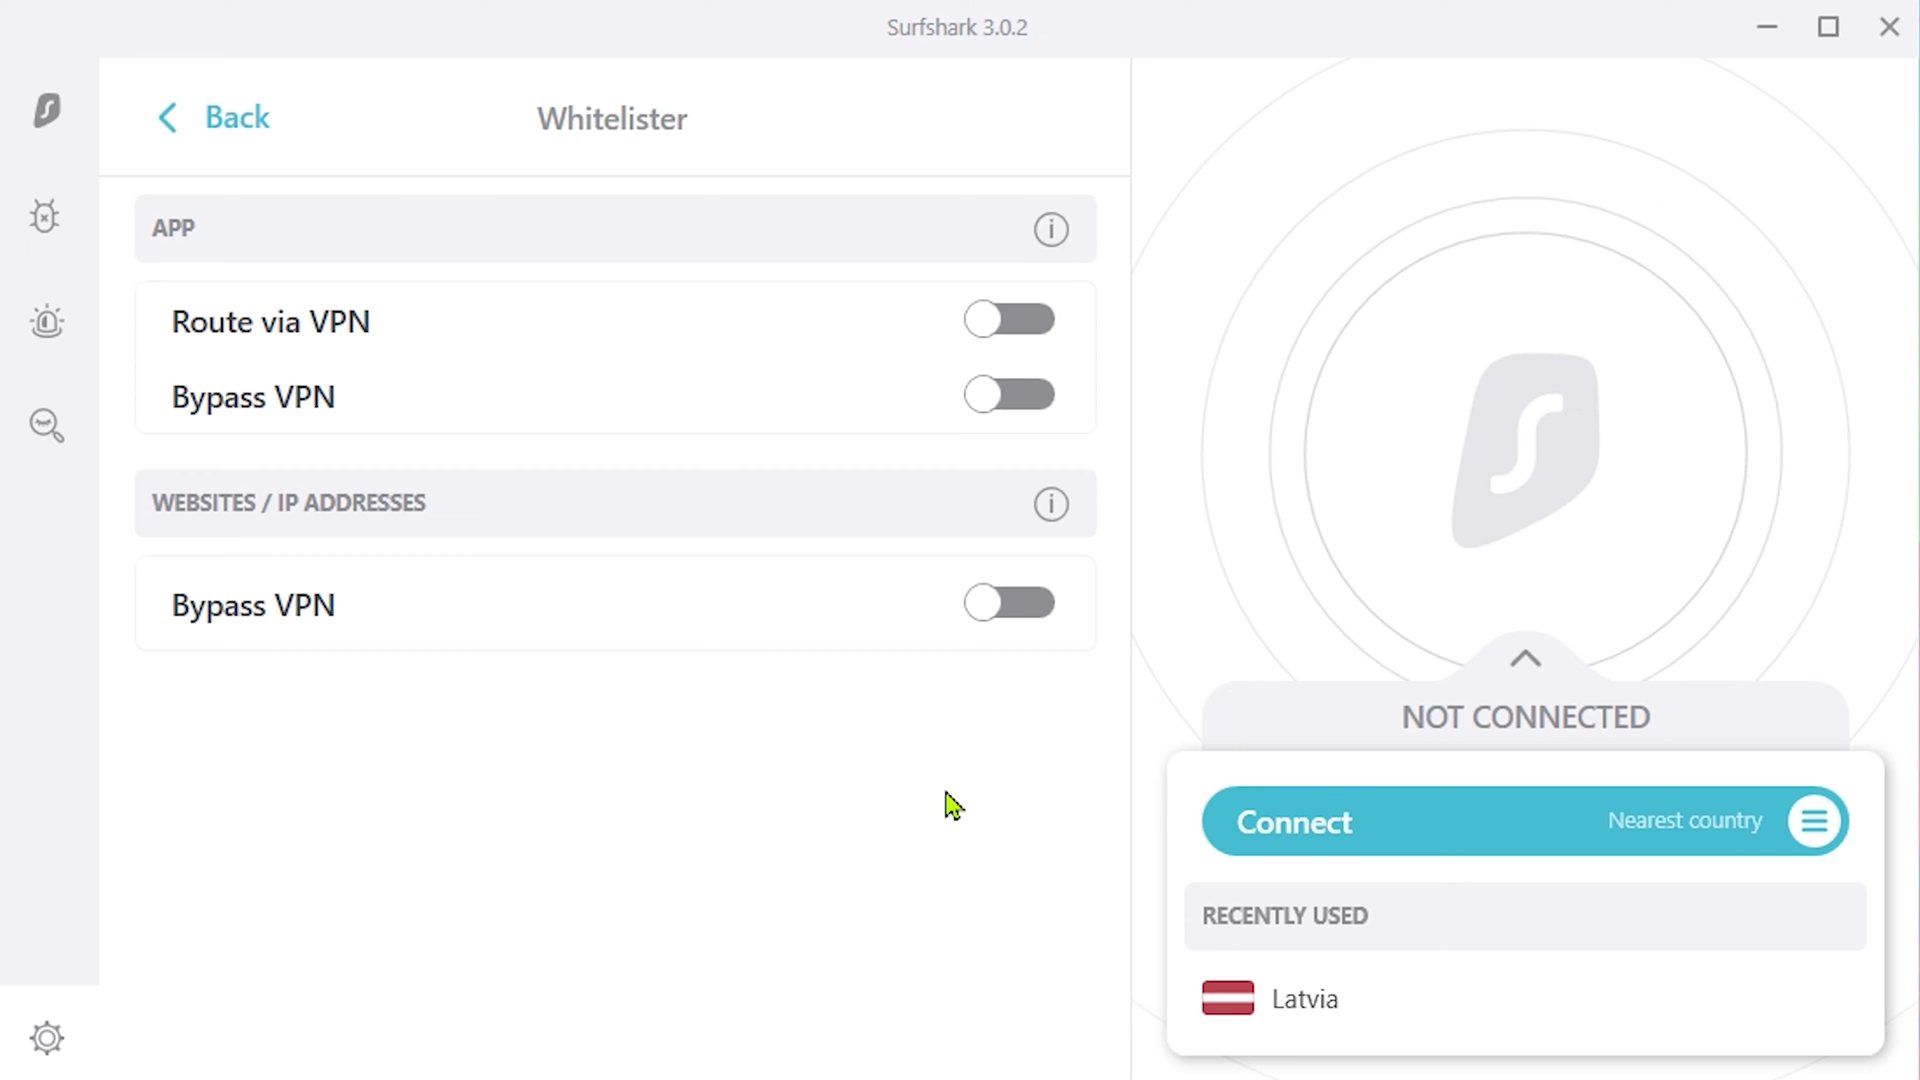 Surfshark 3.0.2
Back
Whitelister
APP
Route via VPN
Bypass VPN
WEBSITES / IP ADDRESSES
Bypass VPN
NOT CONNECTED
Connect
Nearest country
RECENTLY USED
Latvia